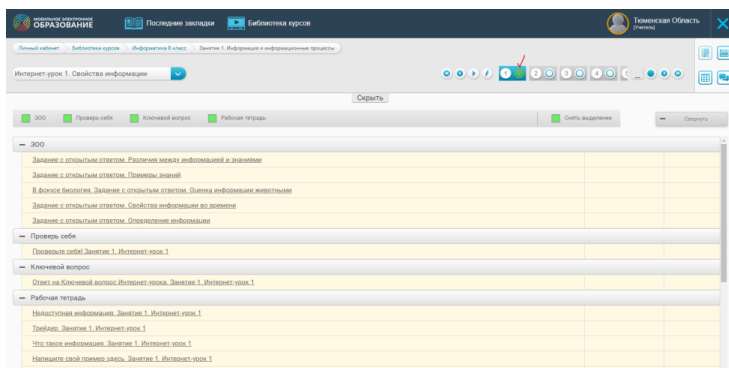 МОБИЛЬНОЕ ЭЛЕКТРОННОЕ
ОБРАЗОВАНИЕ
Последние закладки
Библиотека курсов
Тюменская Область
(Учитель)
Личный кабинет
Библиотека курсов
Информатика 8 класс
Занятие 1. Информация и информационные процессы
Интернет-урок 1. Свойства информации
1 2 3 4 ...
Скрыть
ЗОО Проверь себя Ключевой вопрос Рабочая тетрадь Снять выделение Свернуть
— ЗОО
Задание с открытым ответом. Различия между информацией и знаниями
Задание с открытым ответом. Примеры знаний
В фокусе биология. Задание с открытым ответом. Оценка информации животными
Задание с открытым ответом. Свойства информации во времени
Задание с открытым ответом. Определение информации
— Проверь себя
Проверьте себя! Занятие 1. Интернет-урок 1
— Ключевой вопрос
Ответ на Ключевой вопрос Интернет-урока. Занятие 1. Интернет-урок 1
— Рабочая тетрадь
Недоступная информация. Занятие 1. Интернет-урок 1
Трейдер. Занятие 1. Интернет-урок 1
Что такое информация. Занятие 1. Интернет-урок 1
Напишите свой пример здесь. Занятие 1. Интернет-урок 1